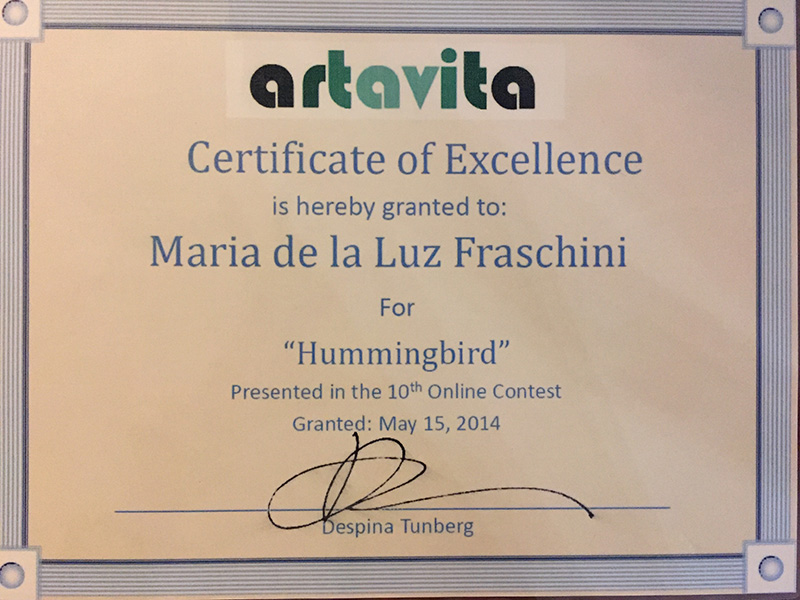 artavita
Certificate of Excellence
is hereby granted to:
Maria de la Luz Fraschini
For
“Hummingbird”
Presented in the 10th Online Contest
Granted: May 15, 2014
Despina Tunberg